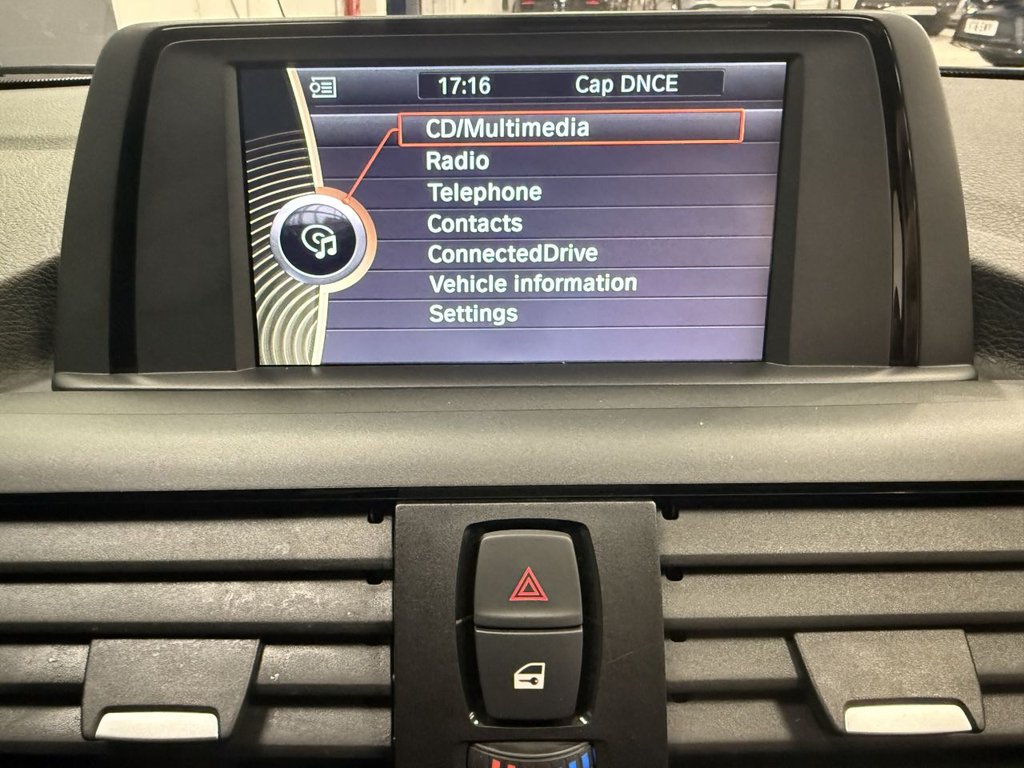 17:16 Cap DNCE
CD/Multimedia
Radio
Telephone
Contacts
ConnectedDrive
Vehicle information
Settings